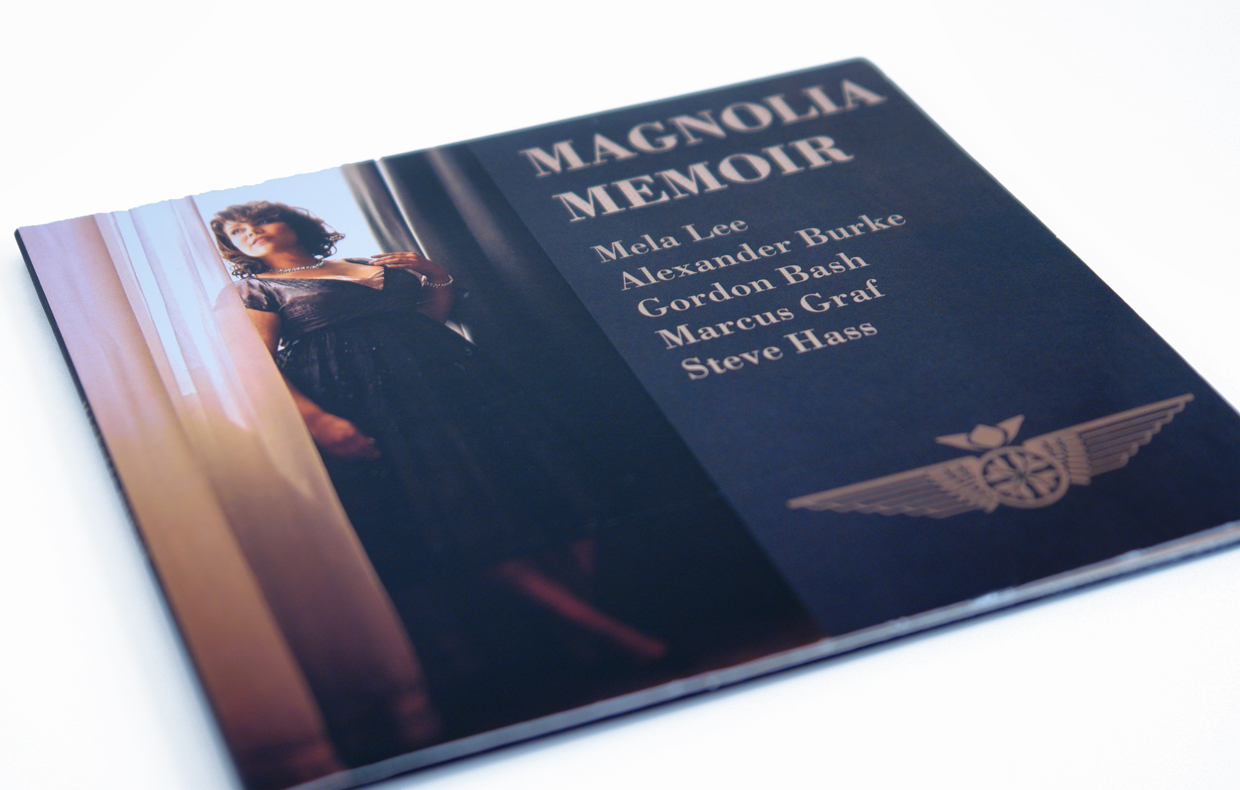 MAGNOLIA
MEMOIR
Mela Lee
Alexander Burke
Gordon Bash
Marcus Graf
Steve Hass